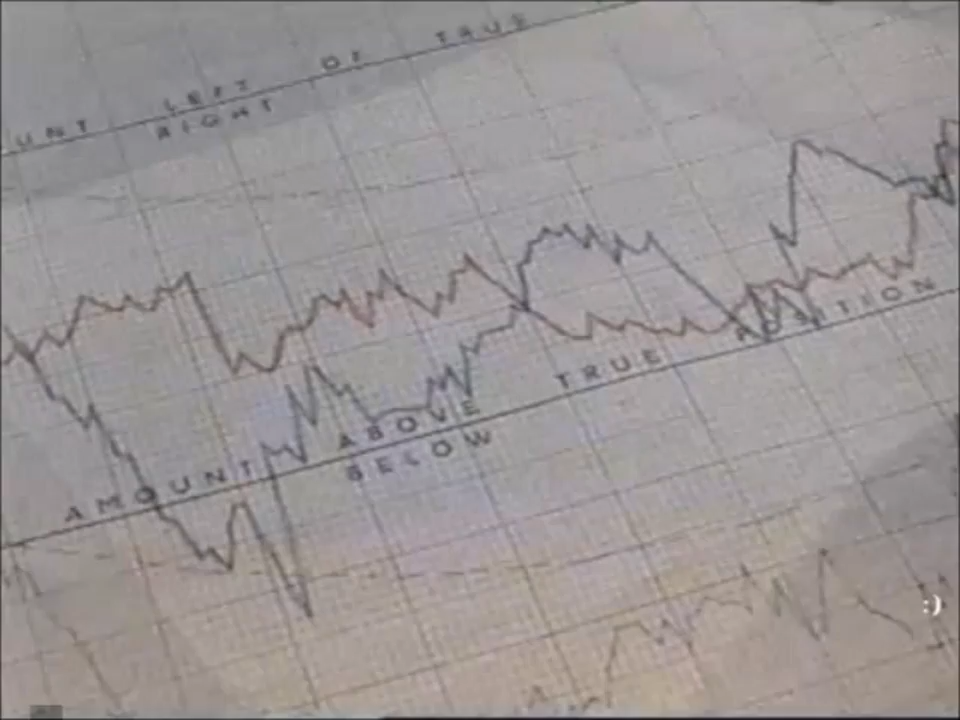 UNT LEFT OF TRUE
RIGHT
AMOUNT ABOVE TRUE POSITION
BELOW
:)